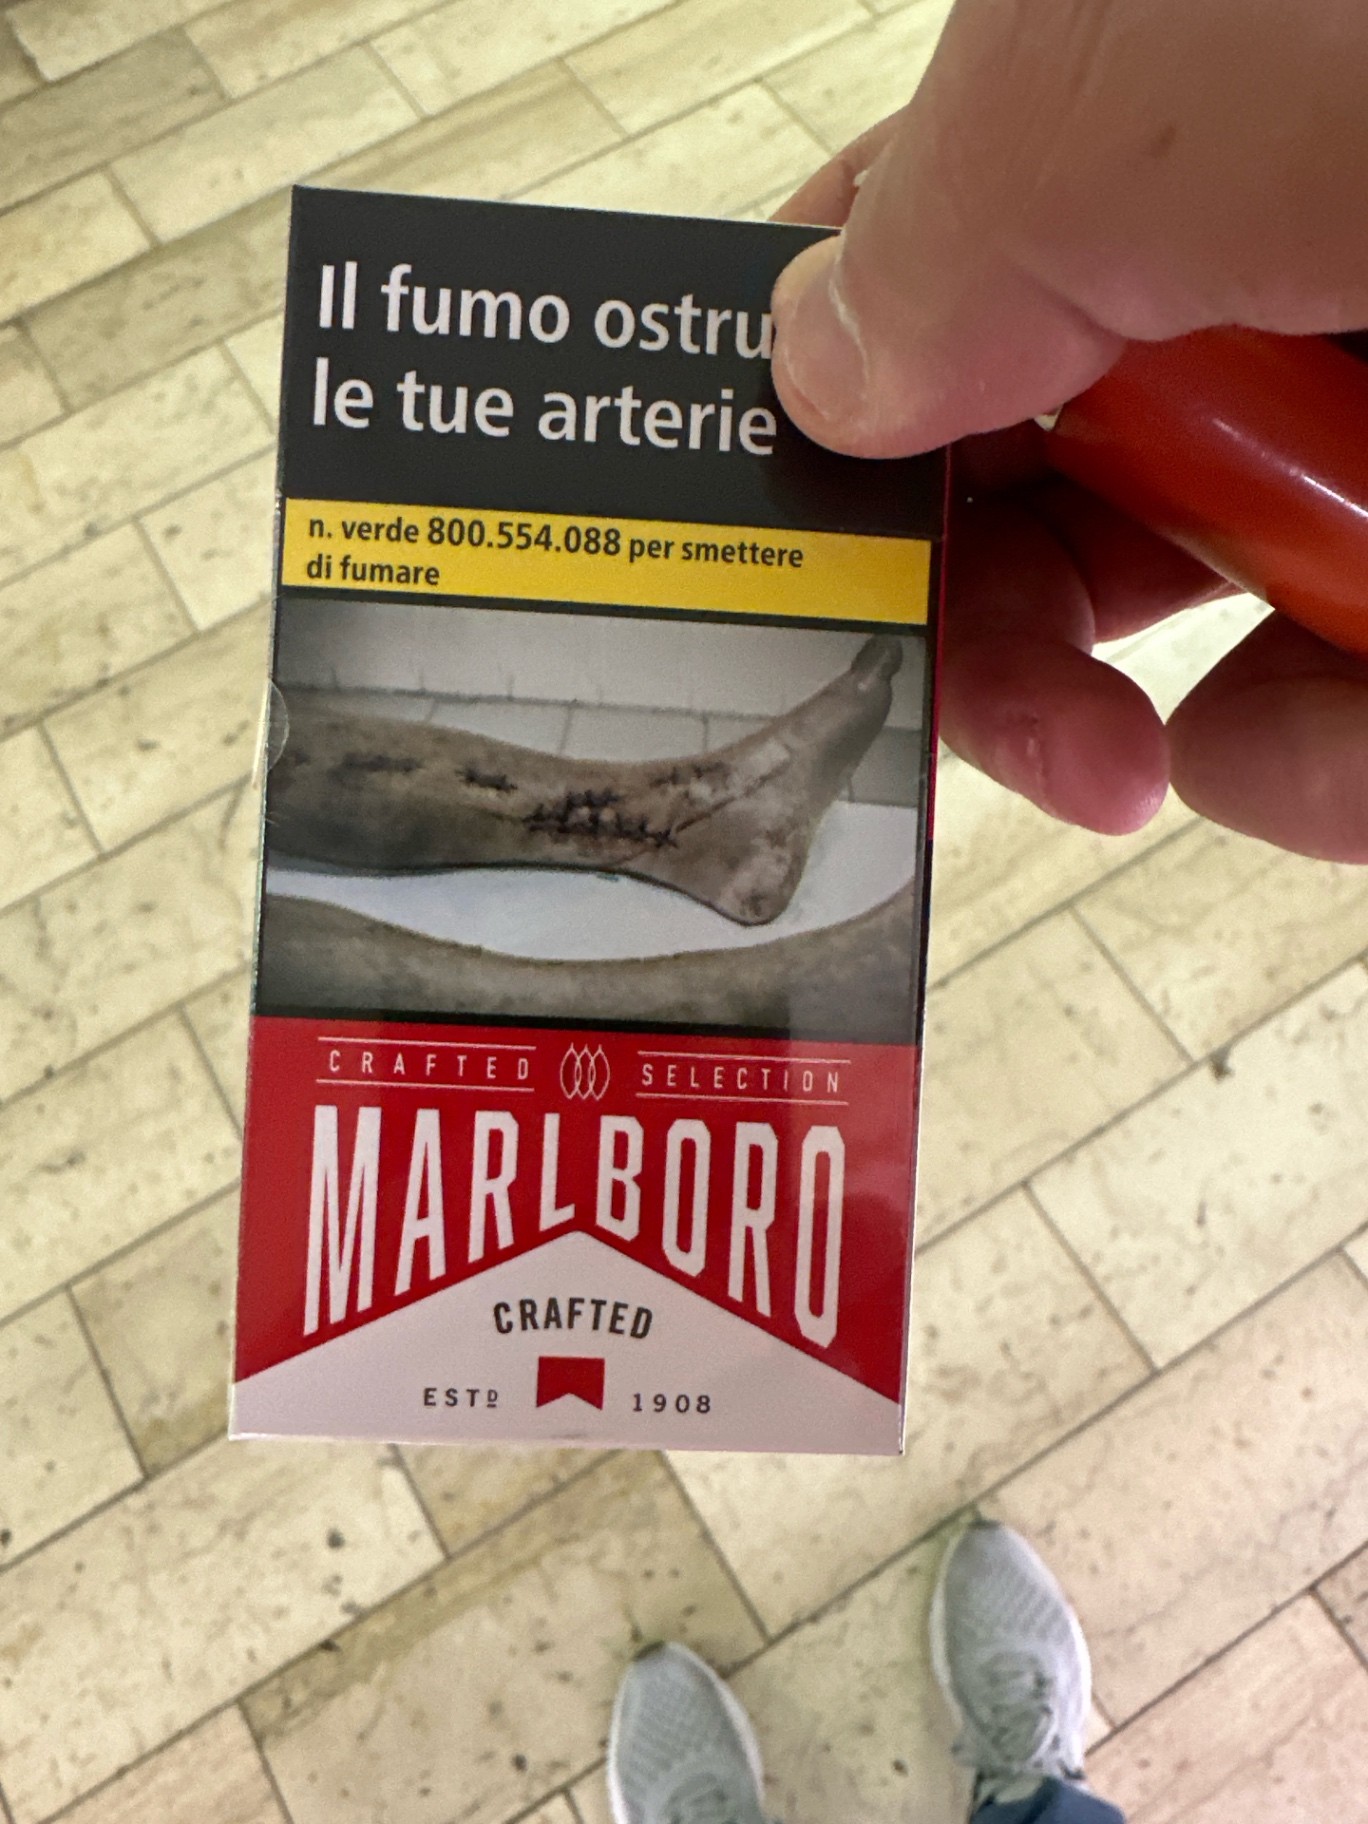 Il fumo
le tue arterie
n. verde 800.554.088 per smettere
di fumare
CRAFTED SELECTION
MARLBORO
CRAFTED
ESTD 1908